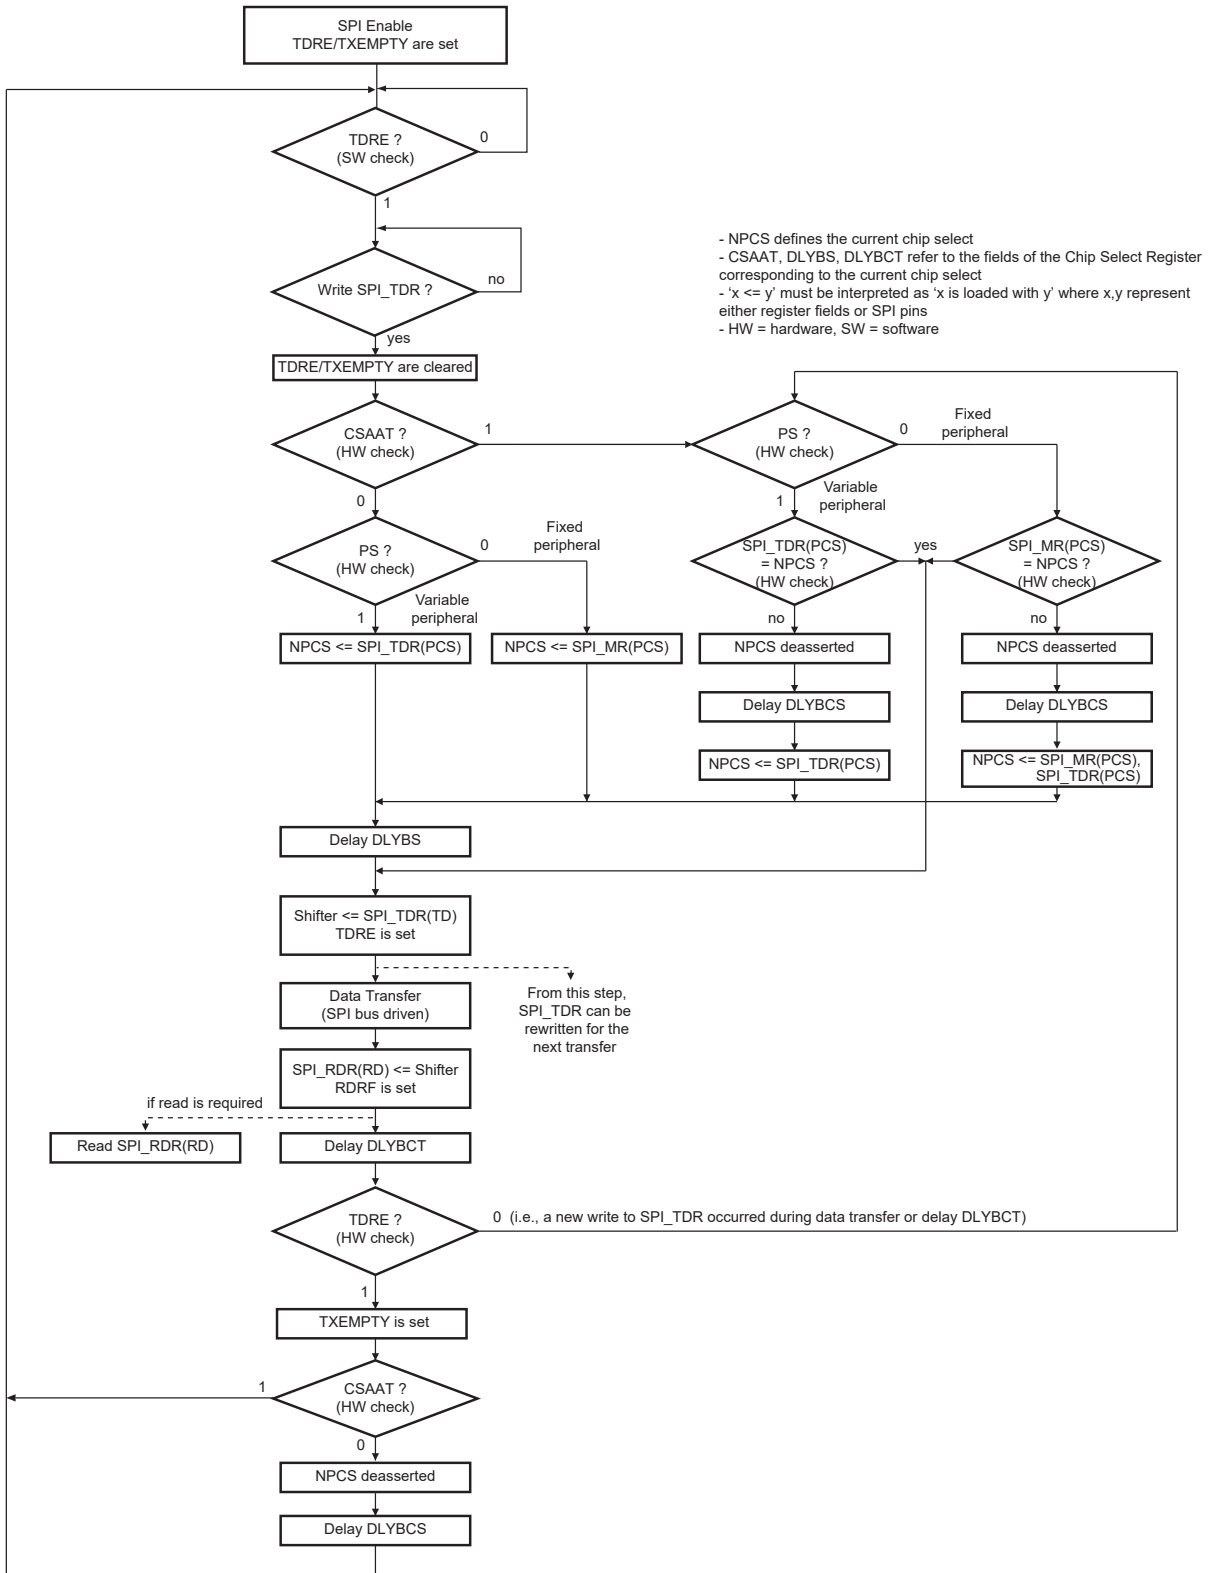 SPI Enable
TDRE/TXEMPTY are set
TDRE ?
(SW check)
0
1
- NPCS defines the current chip select
- CSAAT, DLYBS, DLYBCT refer to the fields of the Chip Select Register
corresponding to the current chip select
- ‘x <= y’ must be interpreted as ‘x is loaded with y’ where x,y represent
either register fields or SPI pins
- HW = hardware, SW = software
Write SPI_TDR ?
no
yes
TDRE/TXEMPTY are cleared
CSAAT ?
(HW check)
1
0
PS ?
(HW check)
0
Fixed
peripheral
1
Variable
peripheral
PS ?
(HW check)
0
Fixed
peripheral
1
Variable
peripheral
SPI_TDR(PCS)
= NPCS ?
(HW check)
yes
no
SPI_MR(PCS)
= NPCS ?
(HW check)
no
NPCS <= SPI_TDR(PCS)
NPCS <= SPI_MR(PCS)
NPCS deasserted
NPCS deasserted
Delay DLYBCS
Delay DLYBCS
NPCS <= SPI_TDR(PCS)
NPCS <= SPI_MR(PCS),
SPI_TDR(PCS)
Delay DLYBS
Shifter <= SPI_TDR(TD)
TDRE is set
Data Transfer
(SPI bus driven)
From this step,
SPI_TDR can be
rewritten for the
next transfer
SPI_RDR(RD) <= Shifter
RDRF is set
if read is required
Read SPI_RDR(RD)
Delay DLYBCT
TDRE ?
(HW check)
0 (i.e., a new write to SPI_TDR occurred during data transfer or delay DLYBCT)
1
TXEMPTY is set
CSAAT ?
(HW check)
1
0
NPCS deasserted
Delay DLYBCS